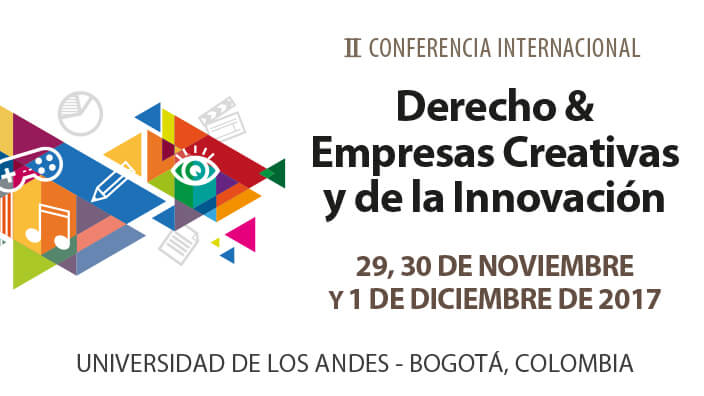 II CONFERENCIA INTERNACIONAL
Derecho &
Empresas Creativas
y de la Innovación
29, 30 DE NOVIEMBRE
Y 1 DE DICIEMBRE DE 2017
UNIVERSIDAD DE LOS ANDES - BOGOTÁ, COLOMBIA